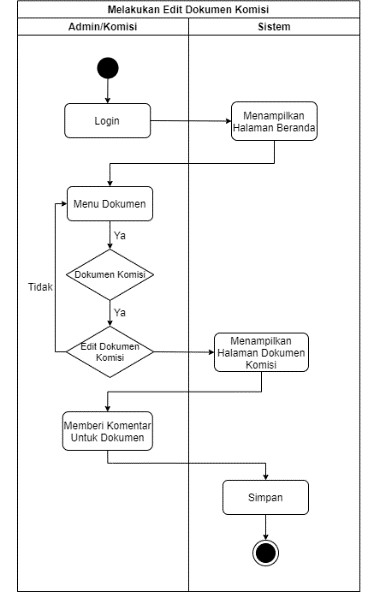 Melakukan Edit Dokumen Komisi
Admin/Komisi
Sistem
Login
Menampilkan
Halaman Beranda
Menu Dokumen
Ya
Dokumen Komisi
Tidak
Ya
Edit Dokumen
Komisi
Menampilkan
Halaman Dokumen
Komisi
Memberi Komentar
Untuk Dokumen
Simpan